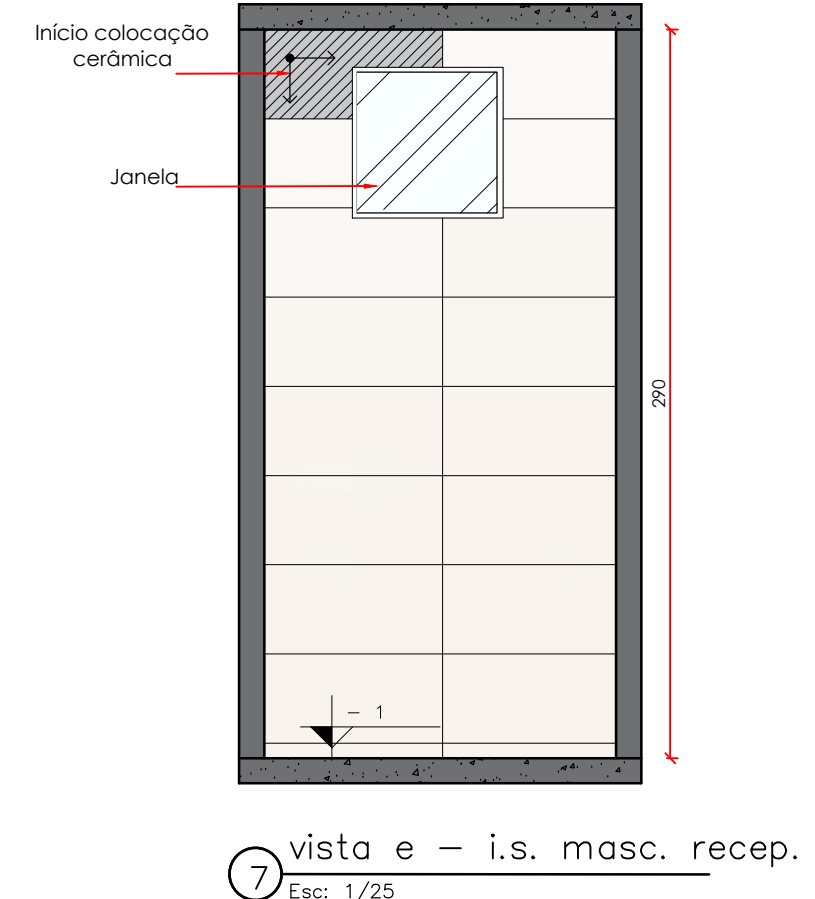 Início colocação
cerâmica
Janela
290
– 1
vista e – i.s. masc. recep.
7
Esc: 1/25